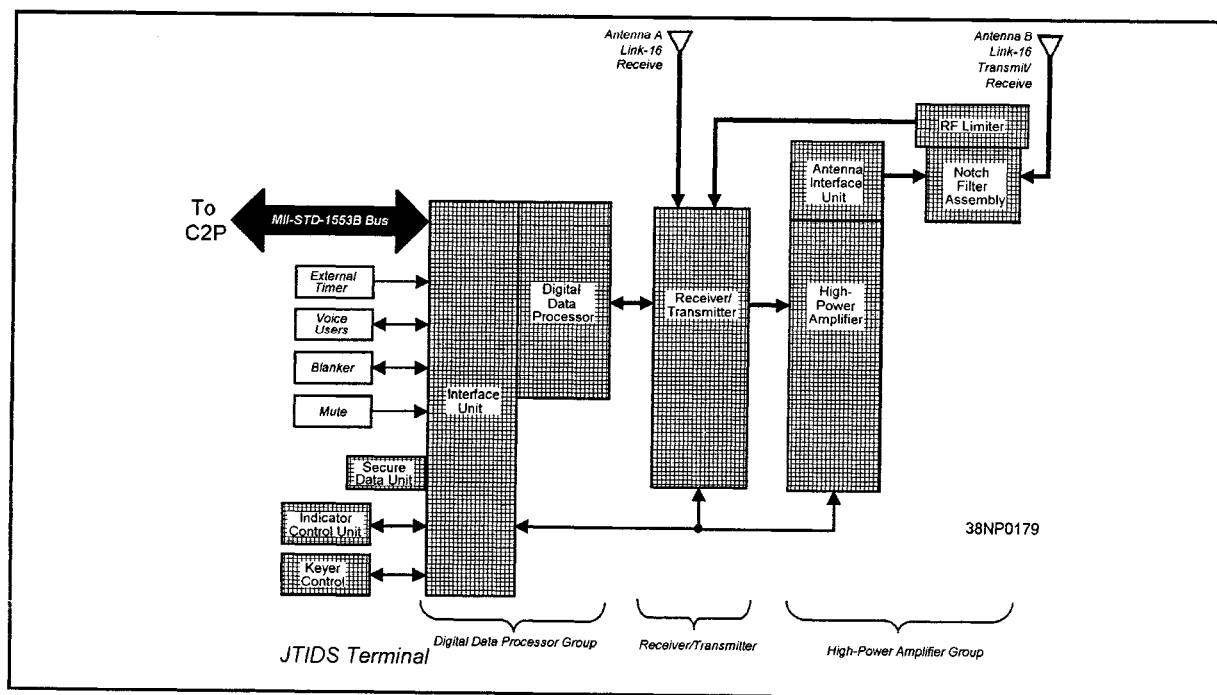 Antenna A
Link-16
Receive
Antenna B
Link-16
Transmit/
Receive
RF Limiter
Antenna
Interface
Unit
Notch
Filter
Assembly
To
C2P
MIl-STD-1553B Bus
External
Timer
Voice
Users
Blanker
Mute
Digital
Data
Processor
Receiver/
Transmitter
High-
Power
Amplifier
Interface
Unit
Secure
Data Unit
Indicator
Control Unit
Keyer
Control
38NP0179
Digital Data Processor Group
Receiver/Transmitter
High-Power Amplifier Group
JTIDS Terminal